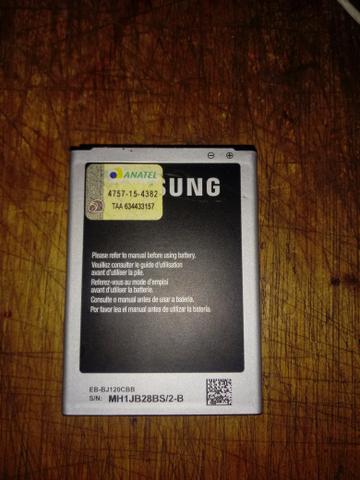 ANATEL
4757-15-4382
TAA 634433157
SUNG
Please refer to manual before using battery.
Veuillez consulter le guide d'utilisation
avant d'utiliser la pile.
Referez-vous au mode d'emploi
avant d'utiliser la batterie.
Consulte o manual antes de usar a bateria.
Por favor lea el manual antes de utilizar la batería.
EB-BJ120CBB
S/N: MH1JB28BS/2-B